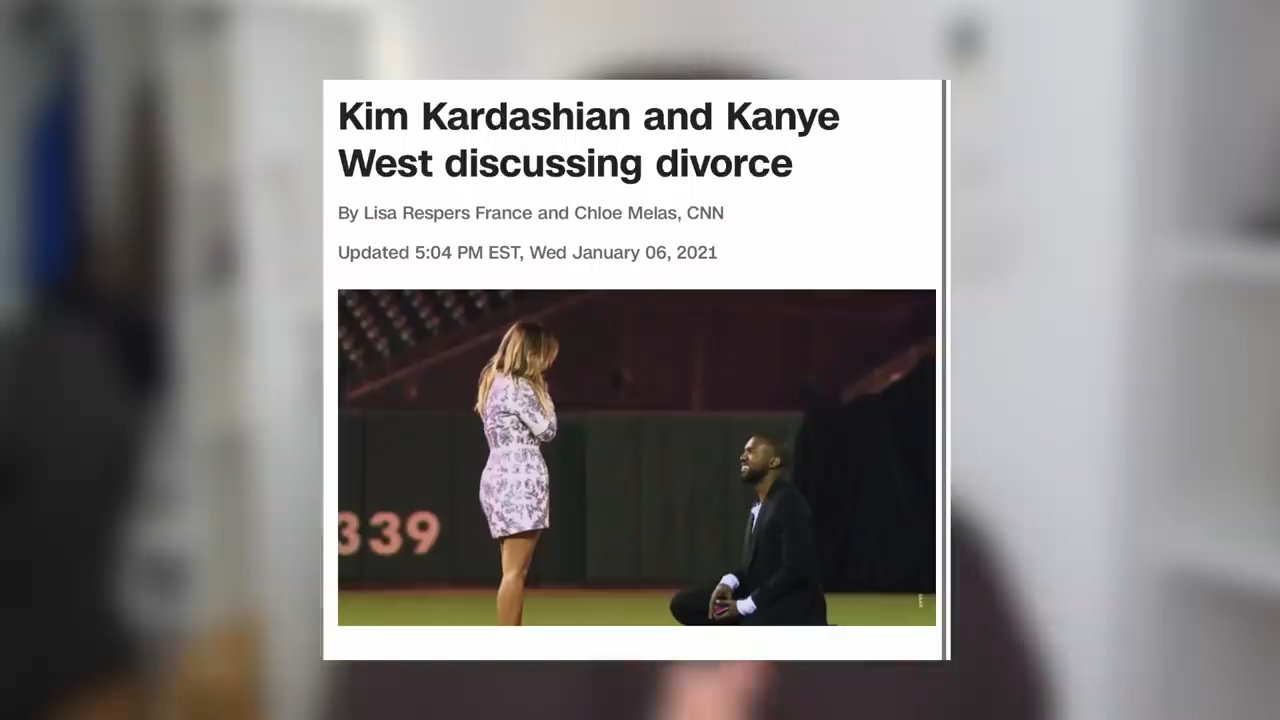 Kim Kardashian and Kanye
West discussing divorce
By Lisa Respers France and Chloe Melas, CNN
Updated 5:04 PM EST, Wed January 06, 2021
339